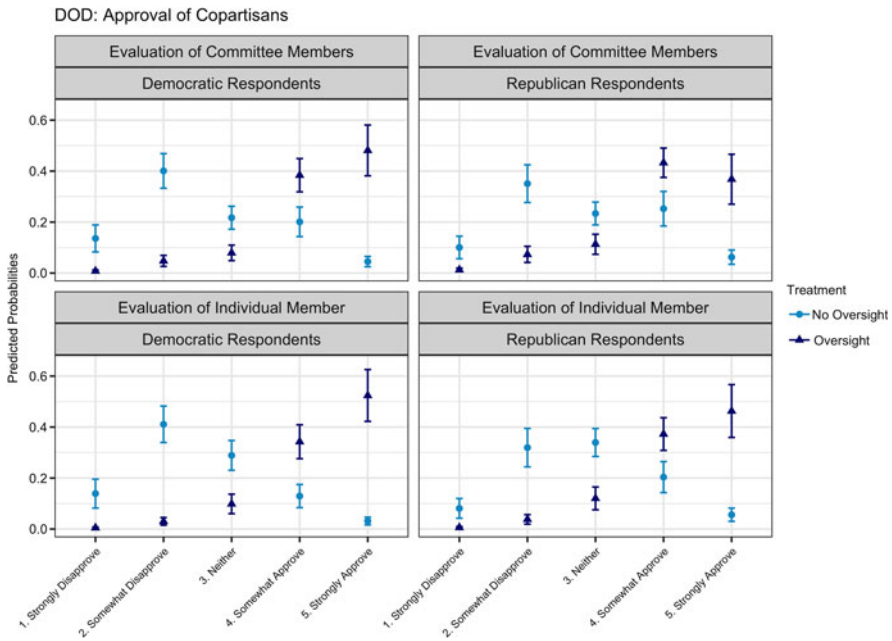 DOD: Approval of Copartisans
Evaluation of Committee Members
Evaluation of Committee Members
Democratic Respondents
Republican Respondents
0.6
0.4
0.2
0.0
Evaluation of Individual Member
Evaluation of Individual Member
Democratic Respondents
Republican Respondents
0.6
0.4
0.2
0.0
Predicted Probabilities
1. Strongly Disapprove
2. Somewhat Disapprove
3. Neither
4. Somewhat Approve
5. Strongly Approve
1. Strongly Disapprove
2. Somewhat Disapprove
3. Neither
4. Somewhat Approve
5. Strongly Approve
Treatment
No Oversight
Oversight